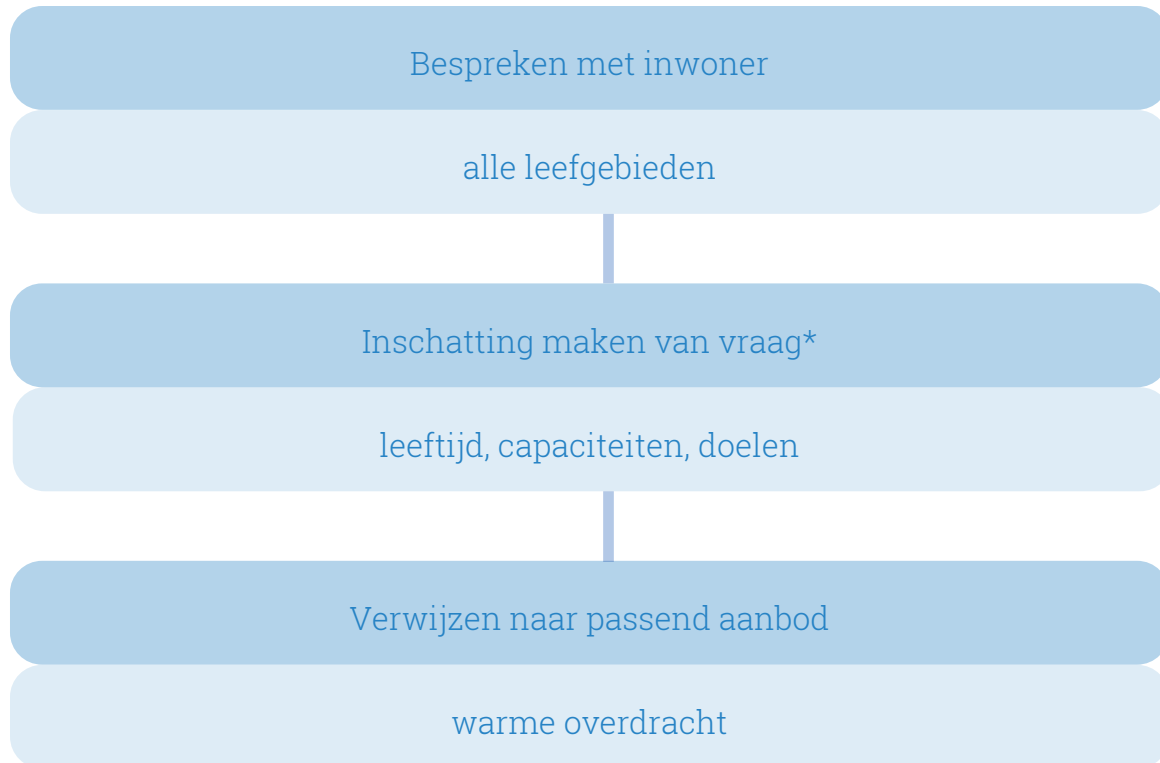 Bespreken met inwoner
alle leefgebieden
Inschatting maken van vraag*
leeftijd, capaciteiten, doelen
Verwijzen naar passend aanbod
warme overdracht